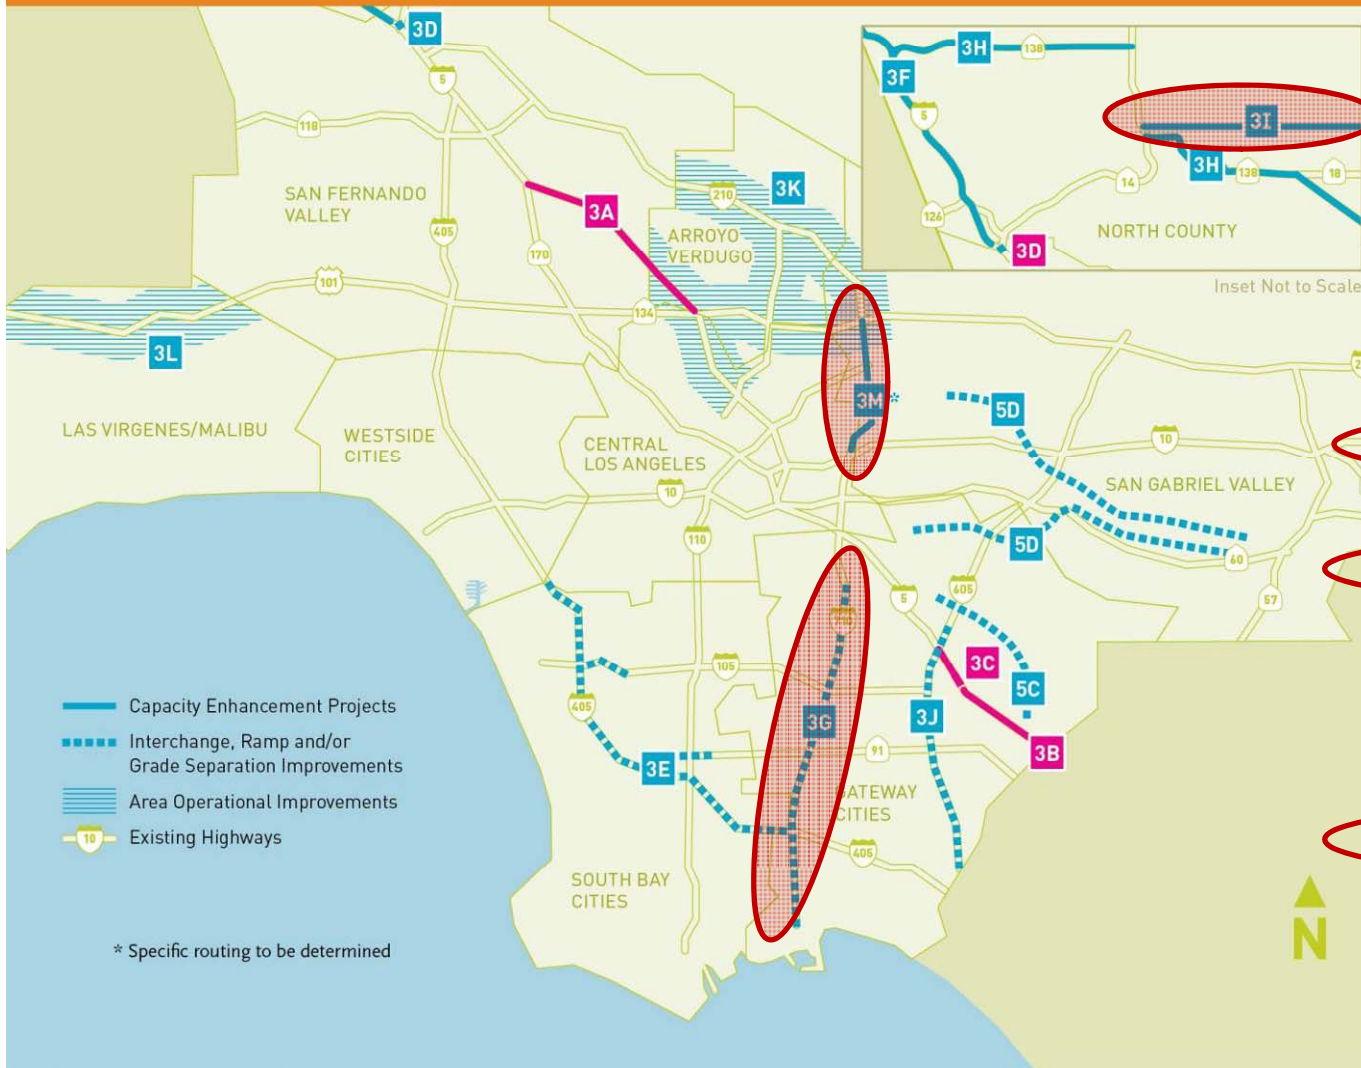 3D
3H
138
3F
5
3I
5
3H
138
18
118
14
3K
210
SAN FERNANDO
VALLEY
3A
126
405
ARROYO
VERDUGO
NORTH COUNTY
170
3D
101
Inset Not to Scale
134
3L
3M*
5D
LAS VIRGENES/MALIBU
WESTSIDE
CITIES
CENTRAL
LOS ANGELES
10
10
SAN GABRIEL VALLEY
110
5D
60
605
5
57
105
3C
5C
405
3G
3J
Capacity Enhancement Projects
Interchange, Ramp and/or
Grade Separation Improvements
3E
91
3B
Area Operational Improvements
GATEWAY
CITIES
10
Existing Highways
405
SOUTH BAY
CITIES
N
* Specific routing to be determined